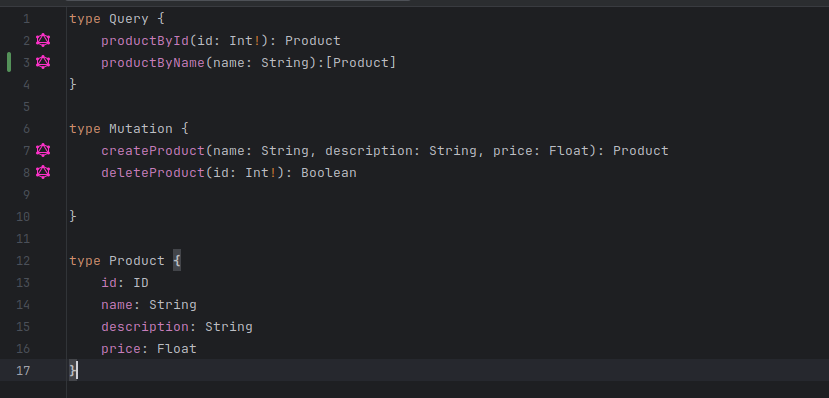 1 type Query {
2 productById(id: Int!): Product
3 productByName(name: String):[Product]
4 }
5
6 type Mutation {
7 createProduct(name: String, description: String, price: Float): Product
8 deleteProduct(id: Int!): Boolean
9
10 }
11
12 type Product {
13 id: ID
14 name: String
15 description: String
16 price: Float
17 }